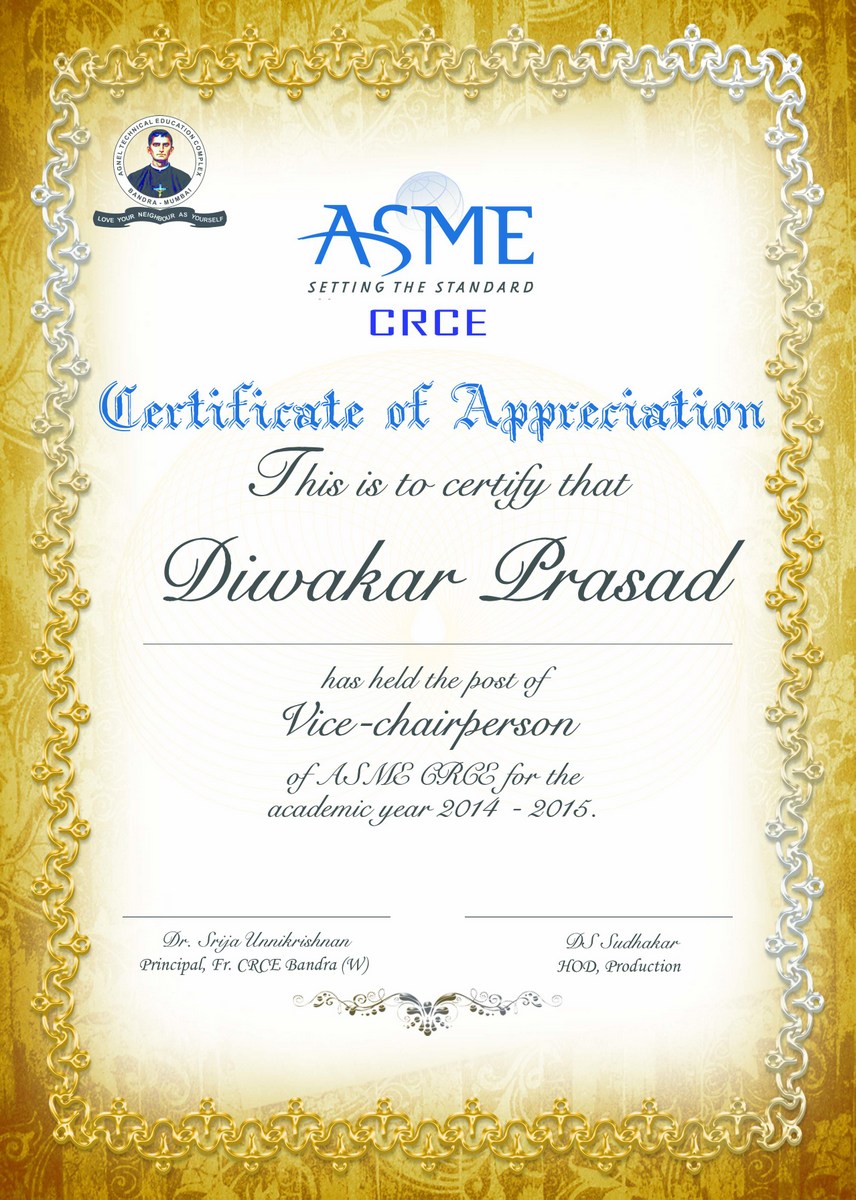 AGNEL TECHNICAL EDUCATION COMPLEX
BANDRA - MUMBAI
LOVE YOUR NEIGHBOUR AS YOURSELF
ASME
SETTING THE STANDARD
CRCE
Certificate of Appreciation
This is to certify that
Diwakar Prasad
has held the post of
Vice-chairperson
of ASME CRCE for the
academic year 2014 - 2015.
Dr. Srija Unnikrishnan
Principal, Fr. CRCE Bandra (W)
DS Sudhakar
HOD, Production